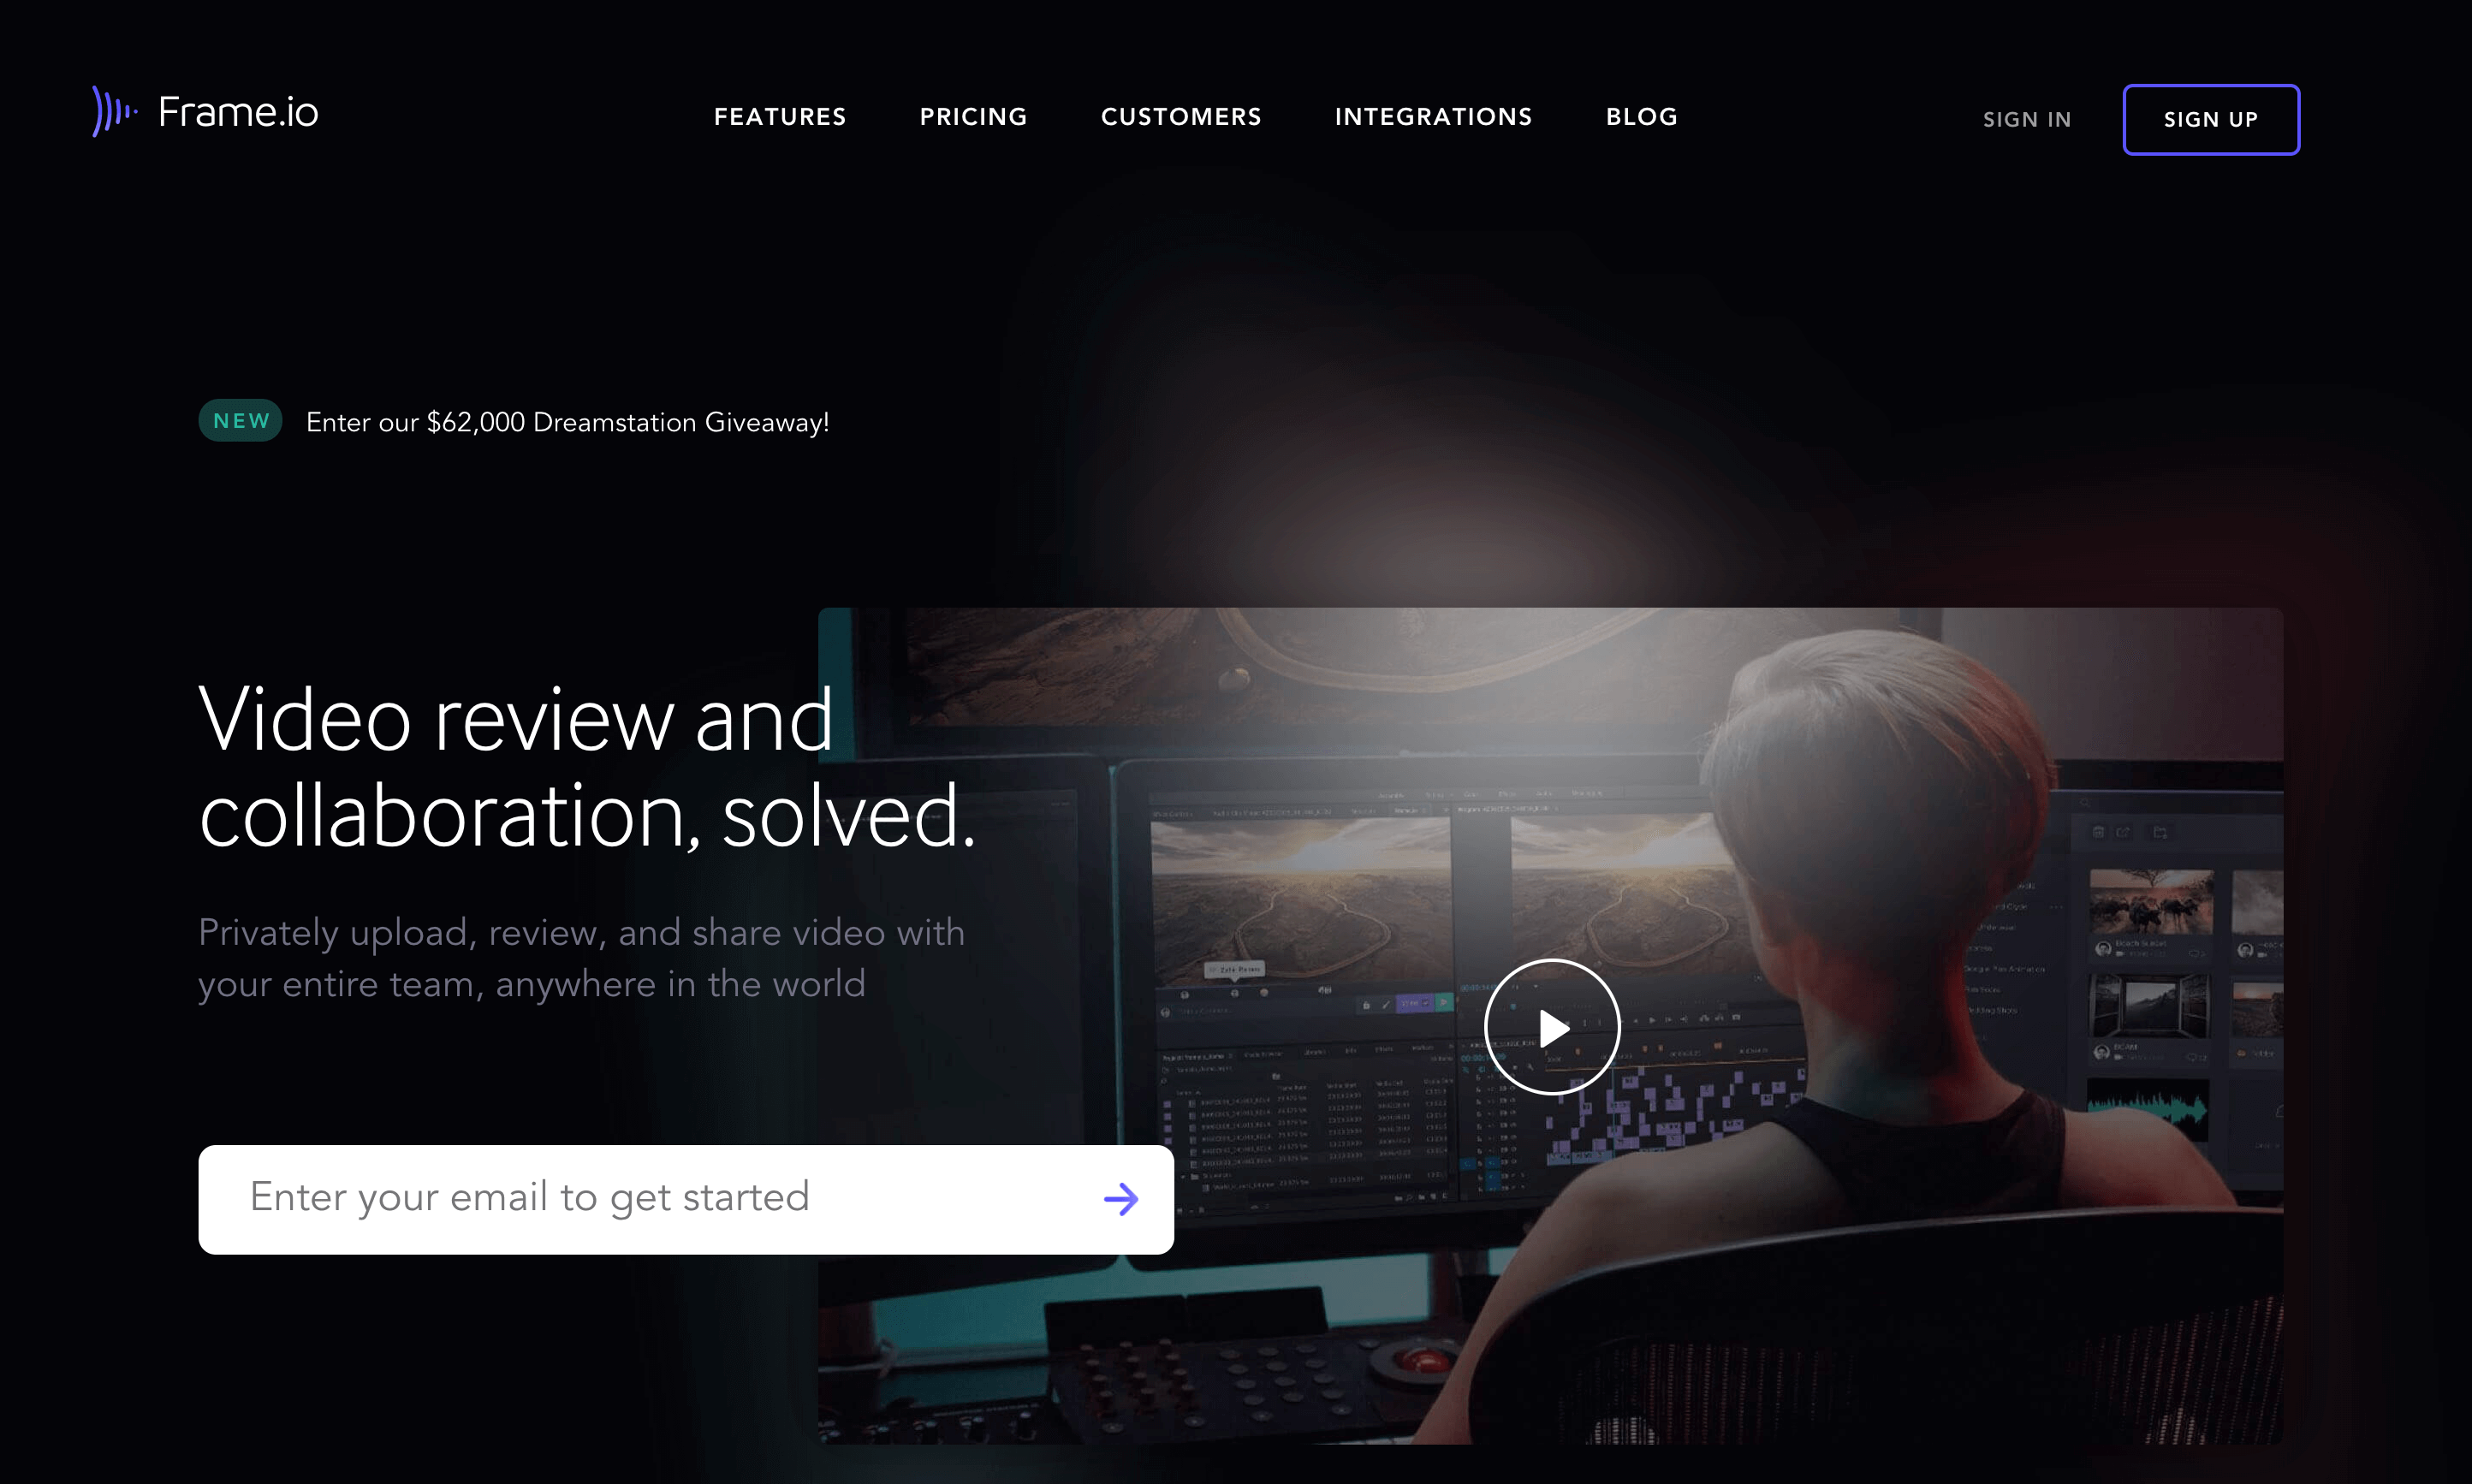 Frame.io
FEATURES PRICING CUSTOMERS INTEGRATIONS BLOG
SIGN IN SIGN UP
NEW Enter our $62,000 Dreamstation Giveaway!
Video review and
collaboration, solved.
Privately upload, review, and share video with
your entire team, anywhere in the world
Enter your email to get started